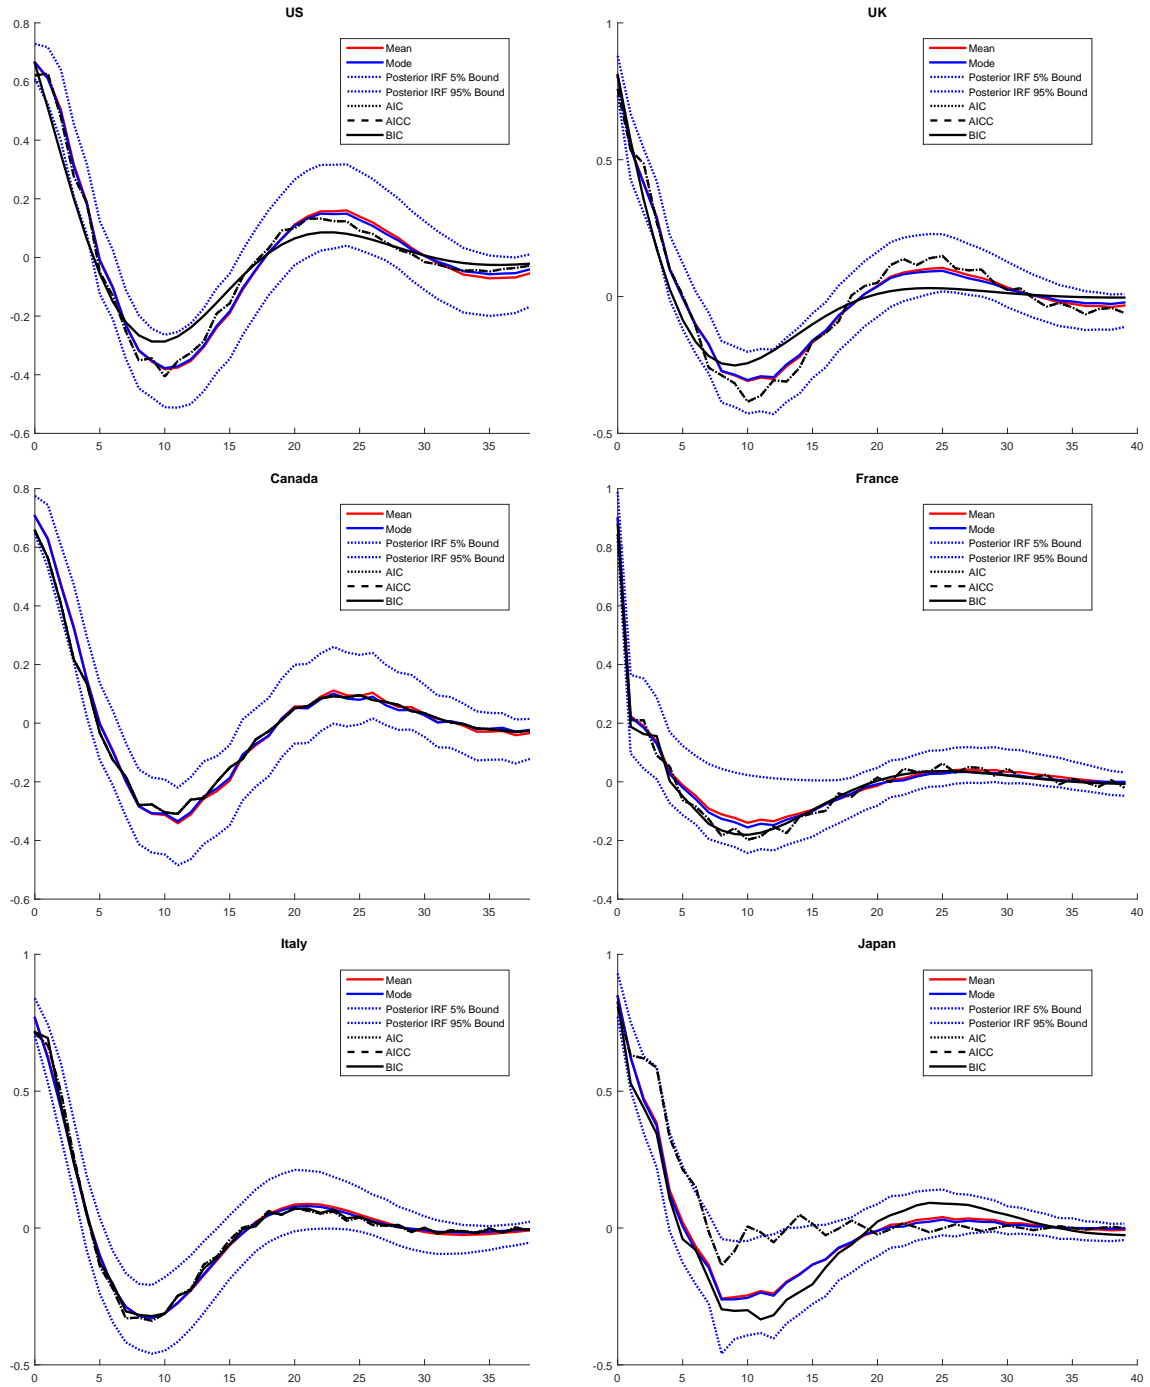 US
0.8
0.6
0.4
0.2
0
-0.2
-0.4
-0.6
0 5 10 15 20 25 30 35
Mean
Mode
Posterior IRF 5% Bound
Posterior IRF 95% Bound
AIC
AICC
BIC
UK
1
0.5
0
-0.5
0 5 10 15 20 25 30 35 40
Mean
Mode
Posterior IRF 5% Bound
Posterior IRF 95% Bound
AIC
AICC
BIC
Canada
0.8
0.6
0.4
0.2
0
-0.2
-0.4
-0.6
0 5 10 15 20 25 30 35
Mean
Mode
Posterior IRF 5% Bound
Posterior IRF 95% Bound
AIC
AICC
BIC
France
1
0.8
0.6
0.4
0.2
0
-0.2
-0.4
0 5 10 15 20 25 30 35 40
Mean
Mode
Posterior IRF 5% Bound
Posterior IRF 95% Bound
AIC
AICC
BIC
Italy
1
0.5
0
-0.5
0 5 10 15 20 25 30 35
Mean
Mode
Posterior IRF 5% Bound
Posterior IRF 95% Bound
AIC
AICC
BIC
Japan
1
0.5
0
-0.5
0 5 10 15 20 25 30 35 40
Mean
Mode
Posterior IRF 5% Bound
Posterior IRF 95% Bound
AIC
AICC
BIC